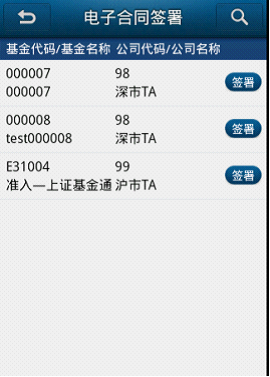 电子合同签署
基金代码/基金名称 公司代码/公司名称
000007 98
000007 深市TA 签署
000008 98
test000008 深市TA 签署
E31004 99
准入—上证基金通 沪市TA 签署